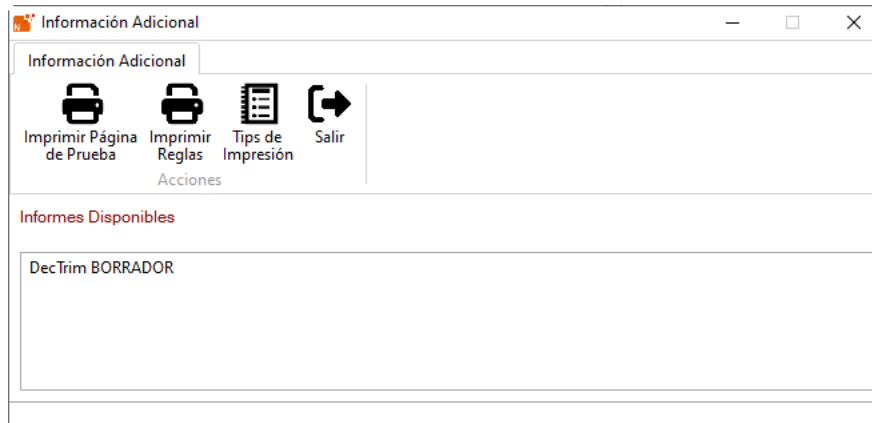 Información Adicional
Información Adicional
Imprimir Página de Prueba
Imprimir Reglas
Tips de Impresión
Salir
Acciones
Informes Disponibles
DecTrim BORRADOR